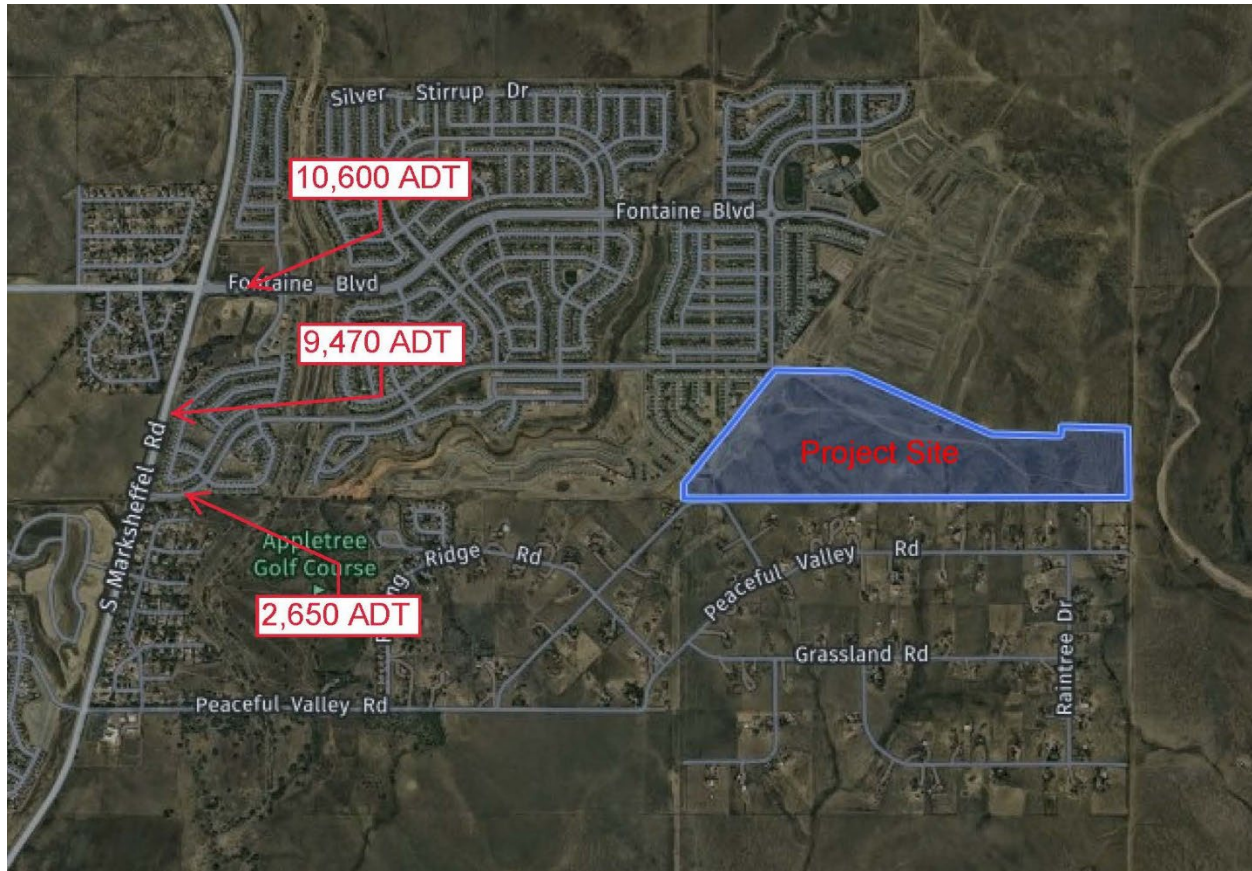 Silver Stirrup Dr
10,600 ADT
Fontaine Blvd
Fontaine Blvd
9,470 ADT
S Marksheffel Rd
Project Site
Appletree
Golf Course
Ridge Rd
Peaceful Valley Rd
2,650 ADT
Grassland Rd
Raintree Dr
Peaceful Valley Rd